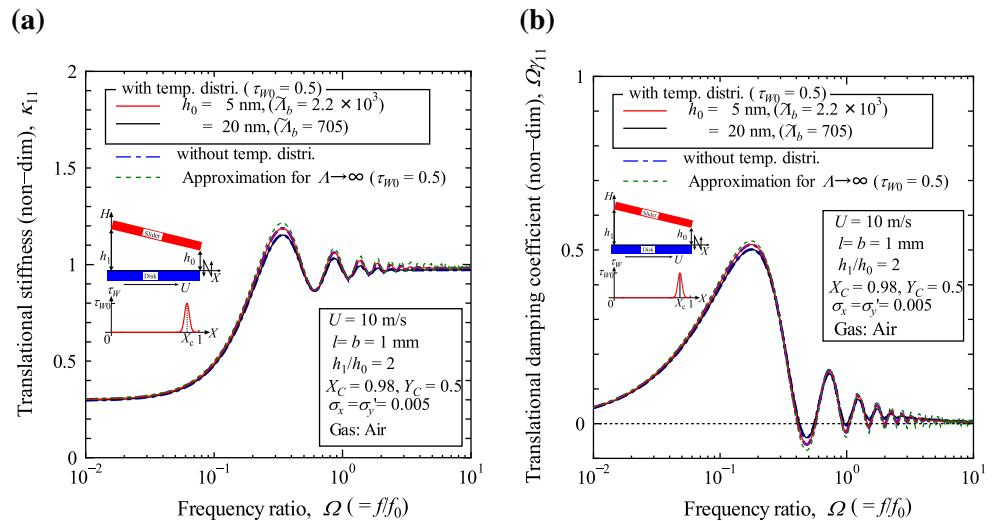 (a)
Translational stiffness (non–dim), κ11
2
1.5
1
0.5
0
with temp. distri. ( τW0 = 0.5)
h0 = 5 nm, (Λ̃b = 2.2 × 10³)
= 20 nm, (Λ̃b = 705)
without temp. distri.
Approximation for Λ→∞ (τW0 = 0.5)
H
Slider
h1
h0
Disk
X
U
τW
τW0
0
Xc
1
X
U = 10 m/s
l= b = 1 mm
h1/h0 = 2
XC = 0.98, YC = 0.5
σx =σy'= 0.005
Gas: Air
10⁻² 10⁻¹ 10⁰ 10¹
Frequency ratio, Ω ( = f/f0)
(b)
Translational damping coefficient (non–dim), Ωγ11
1
0.5
0
with temp. distri. ( τW0 = 0.5)
h0 = 5 nm, (Λ̃b = 2.2 × 10³)
= 20 nm, (Λ̃b = 705)
without temp. distri.
Approximation for Λ→∞ (τW0 = 0.5)
H
Slider
h1
h0
Disk
X
U
τW
τW0
0
Xc
1
X
U = 10 m/s
l= b = 1 mm
h1/h0 = 2
XC = 0.98, YC = 0.5
σx =σy'= 0.005
Gas: Air
10⁻² 10⁻¹ 10⁰ 10¹
Frequency ratio, Ω ( = f/f0)